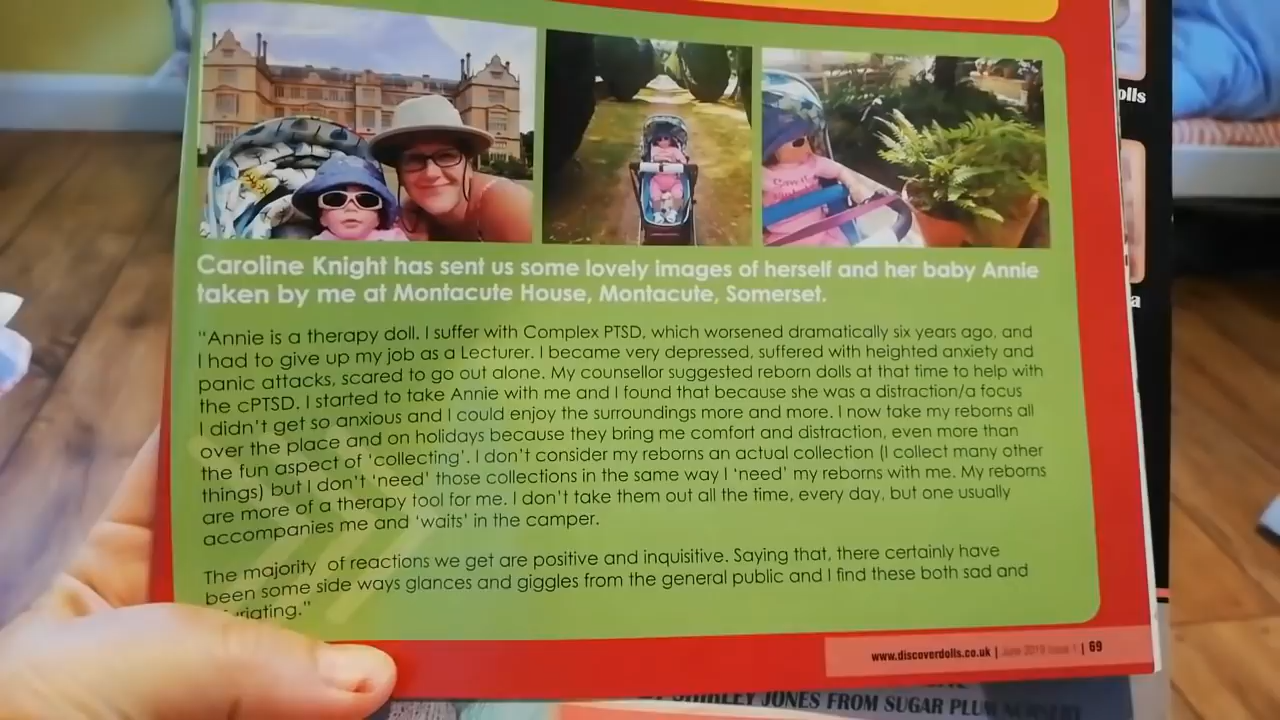 Caroline Knight has sent us some lovely images of herself and her baby Annie
taken by me at Montacute House, Montacute, Somerset.
“Annie is a therapy doll. I suffer with Complex PTSD, which worsened dramatically six years ago, and
I had to give up my job as a Lecturer. I became very depressed, suffered with heighted anxiety and
panic attacks, scared to go out alone. My counsellor suggested reborn dolls at that time to help with
the cPTSD. I started to take Annie with me and I found that because she was a distraction/a focus
I didn’t get so anxious and I could enjoy the surroundings more and more. I now take my reborns all
over the place and on holidays because they bring me comfort and distraction, even more than
the fun aspect of ‘collecting’. I don’t consider my reborns an actual collection (I collect many other
things) but I don’t ‘need’ those collections in the same way I ‘need’ my reborns with me. My reborns
are more of a therapy tool for me. I don’t take them out all the time, every day, but one usually
accompanies me and ‘waits’ in the camper.
The majority of reactions we get are positive and inquisitive. Saying that, there certainly have
been some side ways glances and giggles from the general public and I find these both sad and
www.discoverdolls.co.uk | June 2019 Issue 1 | 69
SHIRLEY JONES FROM SUGAR PLUM NURSERY
olls
a